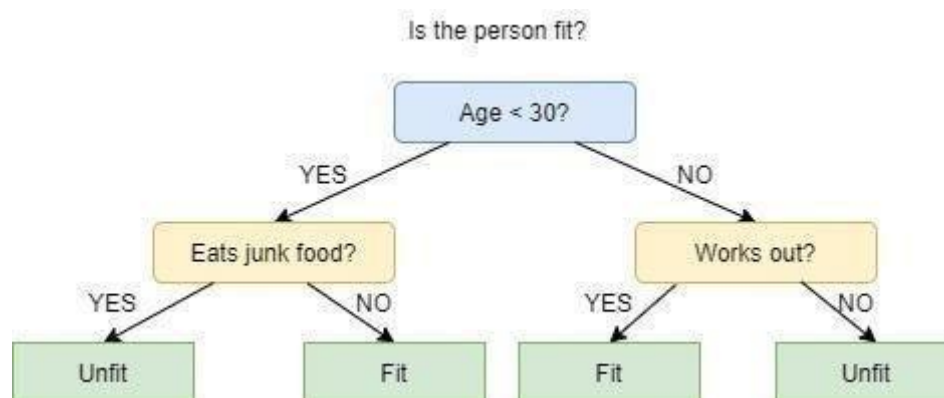 Is the person fit?
Age < 30?
YES
NO
Eats junk food?
Works out?
YES
NO
YES
NO
Unfit
Fit
Fit
Unfit